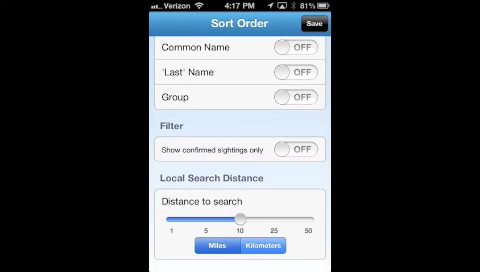 Verizon 4:17 PM 81%
Sort Order Save
Common Name OFF
'Last' Name OFF
Group OFF
Filter
Show confirmed sightings only OFF
Local Search Distance
Distance to search
1 5 10 25 50
Miles Kilometers